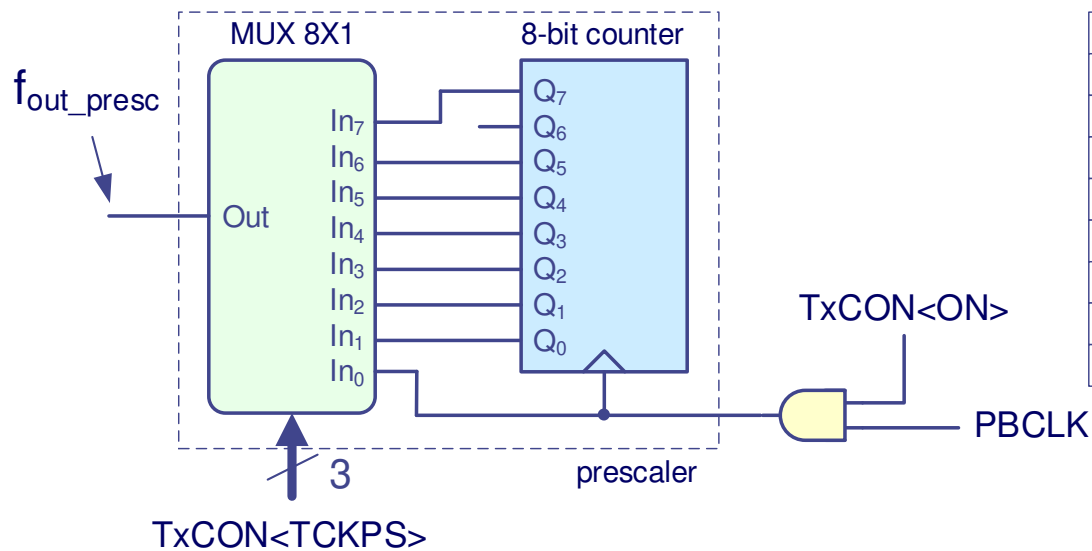 MUX 8X1
8-bit counter
f_out_presc
In₇
In₆
In₅
In₄
In₃
In₂
In₁
In₀
Out
Q₇
Q₆
Q₅
Q₄
Q₃
Q₂
Q₁
Q₀
TxCON<ON>
PBCLK
prescaler
3
TxCON<TCKPS>